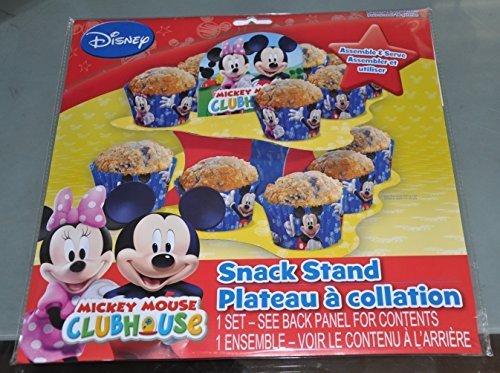 Disney
Assemble & Serve
Assembler et
utiliser
MICKEY MOUSE
CLUBHOUSE
Snack Stand
Plateau à collation
MICKEY MOUSE
CLUBHOUSE
1 SET – SEE BACK PANEL FOR CONTENTS
1 ENSEMBLE – VOIR LE CONTENU À L'ARRIÈRE